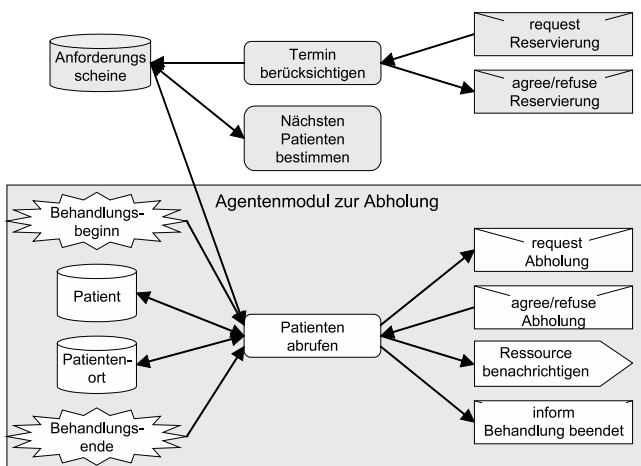 Anforderungs
scheine
Termin
berücksichtigen
request
Reservierung
agree/refuse
Reservierung
Nächsten
Patienten
bestimmen
Agentenmodul zur Abholung
Behandlungs-
beginn
Patient
Patienten-
ort
Behandlungs-
ende
Patienten
abrufen
request
Abholung
agree/refuse
Abholung
Ressource
benachrichtigen
inform
Behandlung beendet